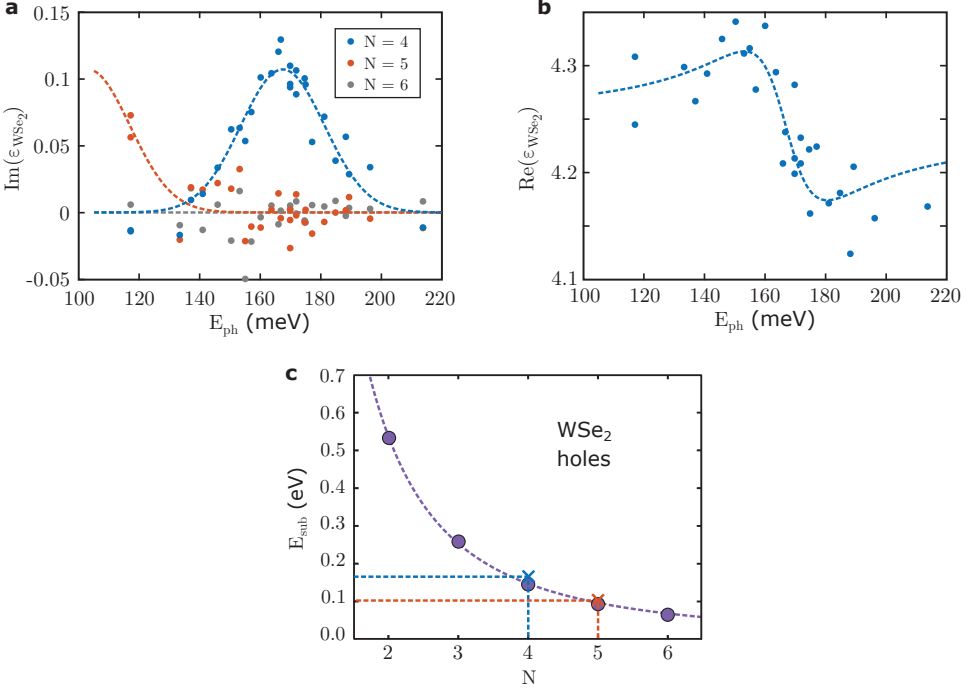 a
0.15
0.1
0.05
0
-0.05
Im(εWSe₂)
N = 4
N = 5
N = 6
100 120 140 160 180 200 220
Eph (meV)
b
4.3
4.2
4.1
Re(εWSe₂)
100 120 140 160 180 200 220
Eph (meV)
c
0.7
0.6
0.5
0.4
0.3
0.2
0.1
0.0
Esub (eV)
WSe₂
holes
2 3 4 5 6
N